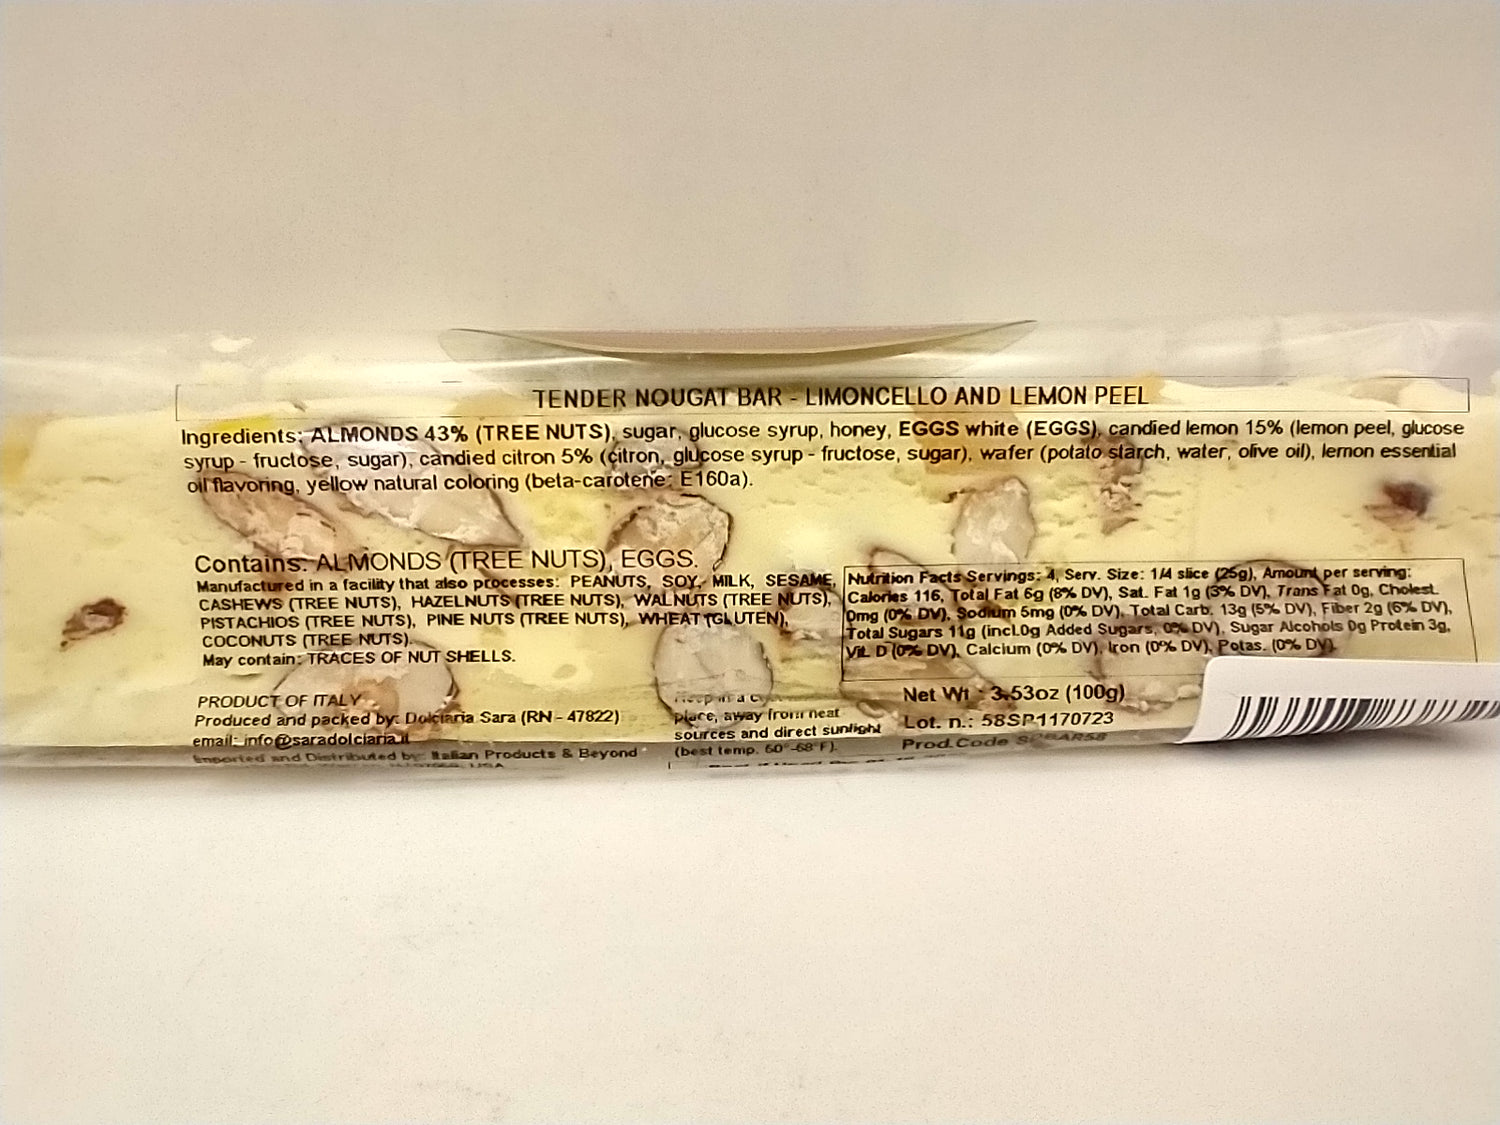 TENDER NOUGAT BAR - LIMONCELLO AND LEMON PEEL
Ingredients: ALMONDS 43% (TREE NUTS), sugar, glucose syrup, honey, EGGS white (EGGS), candied lemon 15% (lemon peel, glucose
syrup - fructose, sugar), candied citron 5% (citron, glucose syrup - fructose, sugar), wafer (potato starch, water, olive oil), lemon essential
oil flavoring, yellow natural coloring (beta-carotene: E160a).
Contains: ALMONDS (TREE NUTS), EGGS.
Manufactured in a facility that also processes: PEANUTS, SOY, MILK, SESAME,
CASHEWS (TREE NUTS), HAZELNUTS (TREE NUTS), WALNUTS (TREE NUTS),
PISTACHIOS (TREE NUTS), PINE NUTS (TREE NUTS), WHEAT (GLUTEN),
COCONUTS (TREE NUTS).
May contain: TRACES OF NUT SHELLS.
Nutrition Facts Servings: 4, Serv. Size: 1/4 slice (25g), Amount per serving:
Calories 116, Total Fat 6g (8% DV), Sat. Fat 1g (3% DV), Trans Fat 0g, Cholest.
0mg (0% DV), Sodium 5mg (0% DV), Total Carb. 13g (5% DV), Fiber 2g (6% DV),
Total Sugars 11g (incl.0g Added Sugars, 0% DV), Sugar Alcohols 0g Protein 3g,
Vit. D (0% DV), Calcium (0% DV), Iron (0% DV), Potas. (0% DV).
PRODUCT OF ITALY
Produced and packed by: Dolciaria Sara (RN - 47822)
email: info@saradolciaria.it
Imported and Distributed by: Italian Products & Beyond
USA
Keep in a
place, away from heat
sources and direct sunlight
(best temp. 60°-68°F).
Net Wt : 3.53oz (100g)
Lot. n.: 58SP1170723
Prod.Code